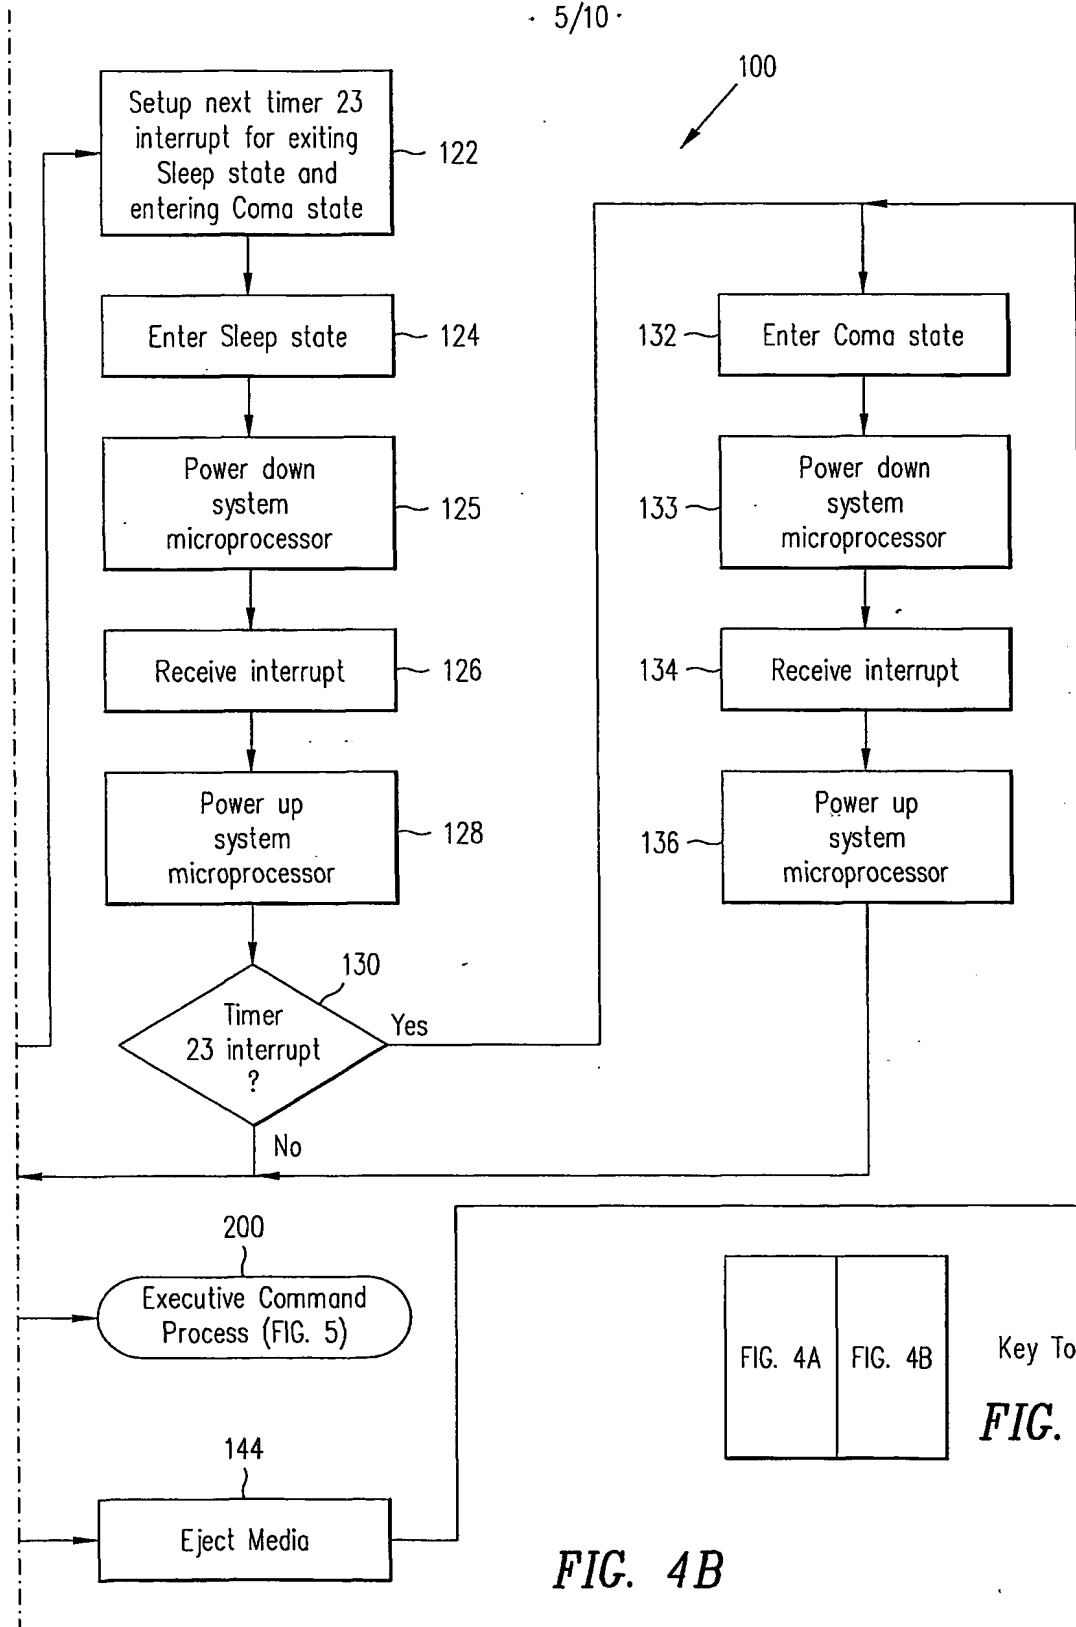 · 5/10 ·
100
Setup next timer 23
interrupt for exiting
Sleep state and
entering Coma state
122
Enter Sleep state
124
Power down
system
microprocessor
125
Receive interrupt
126
Power up
system
microprocessor
128
130
Timer
23 interrupt
?
Yes
No
132
Enter Coma state
133
Power down
system
microprocessor
134
Receive interrupt
136
Power up
system
microprocessor
200
Executive Command
Process (FIG. 5)
144
Eject Media
FIG. 4A
FIG. 4B
Key To
FIG.
FIG. 4B